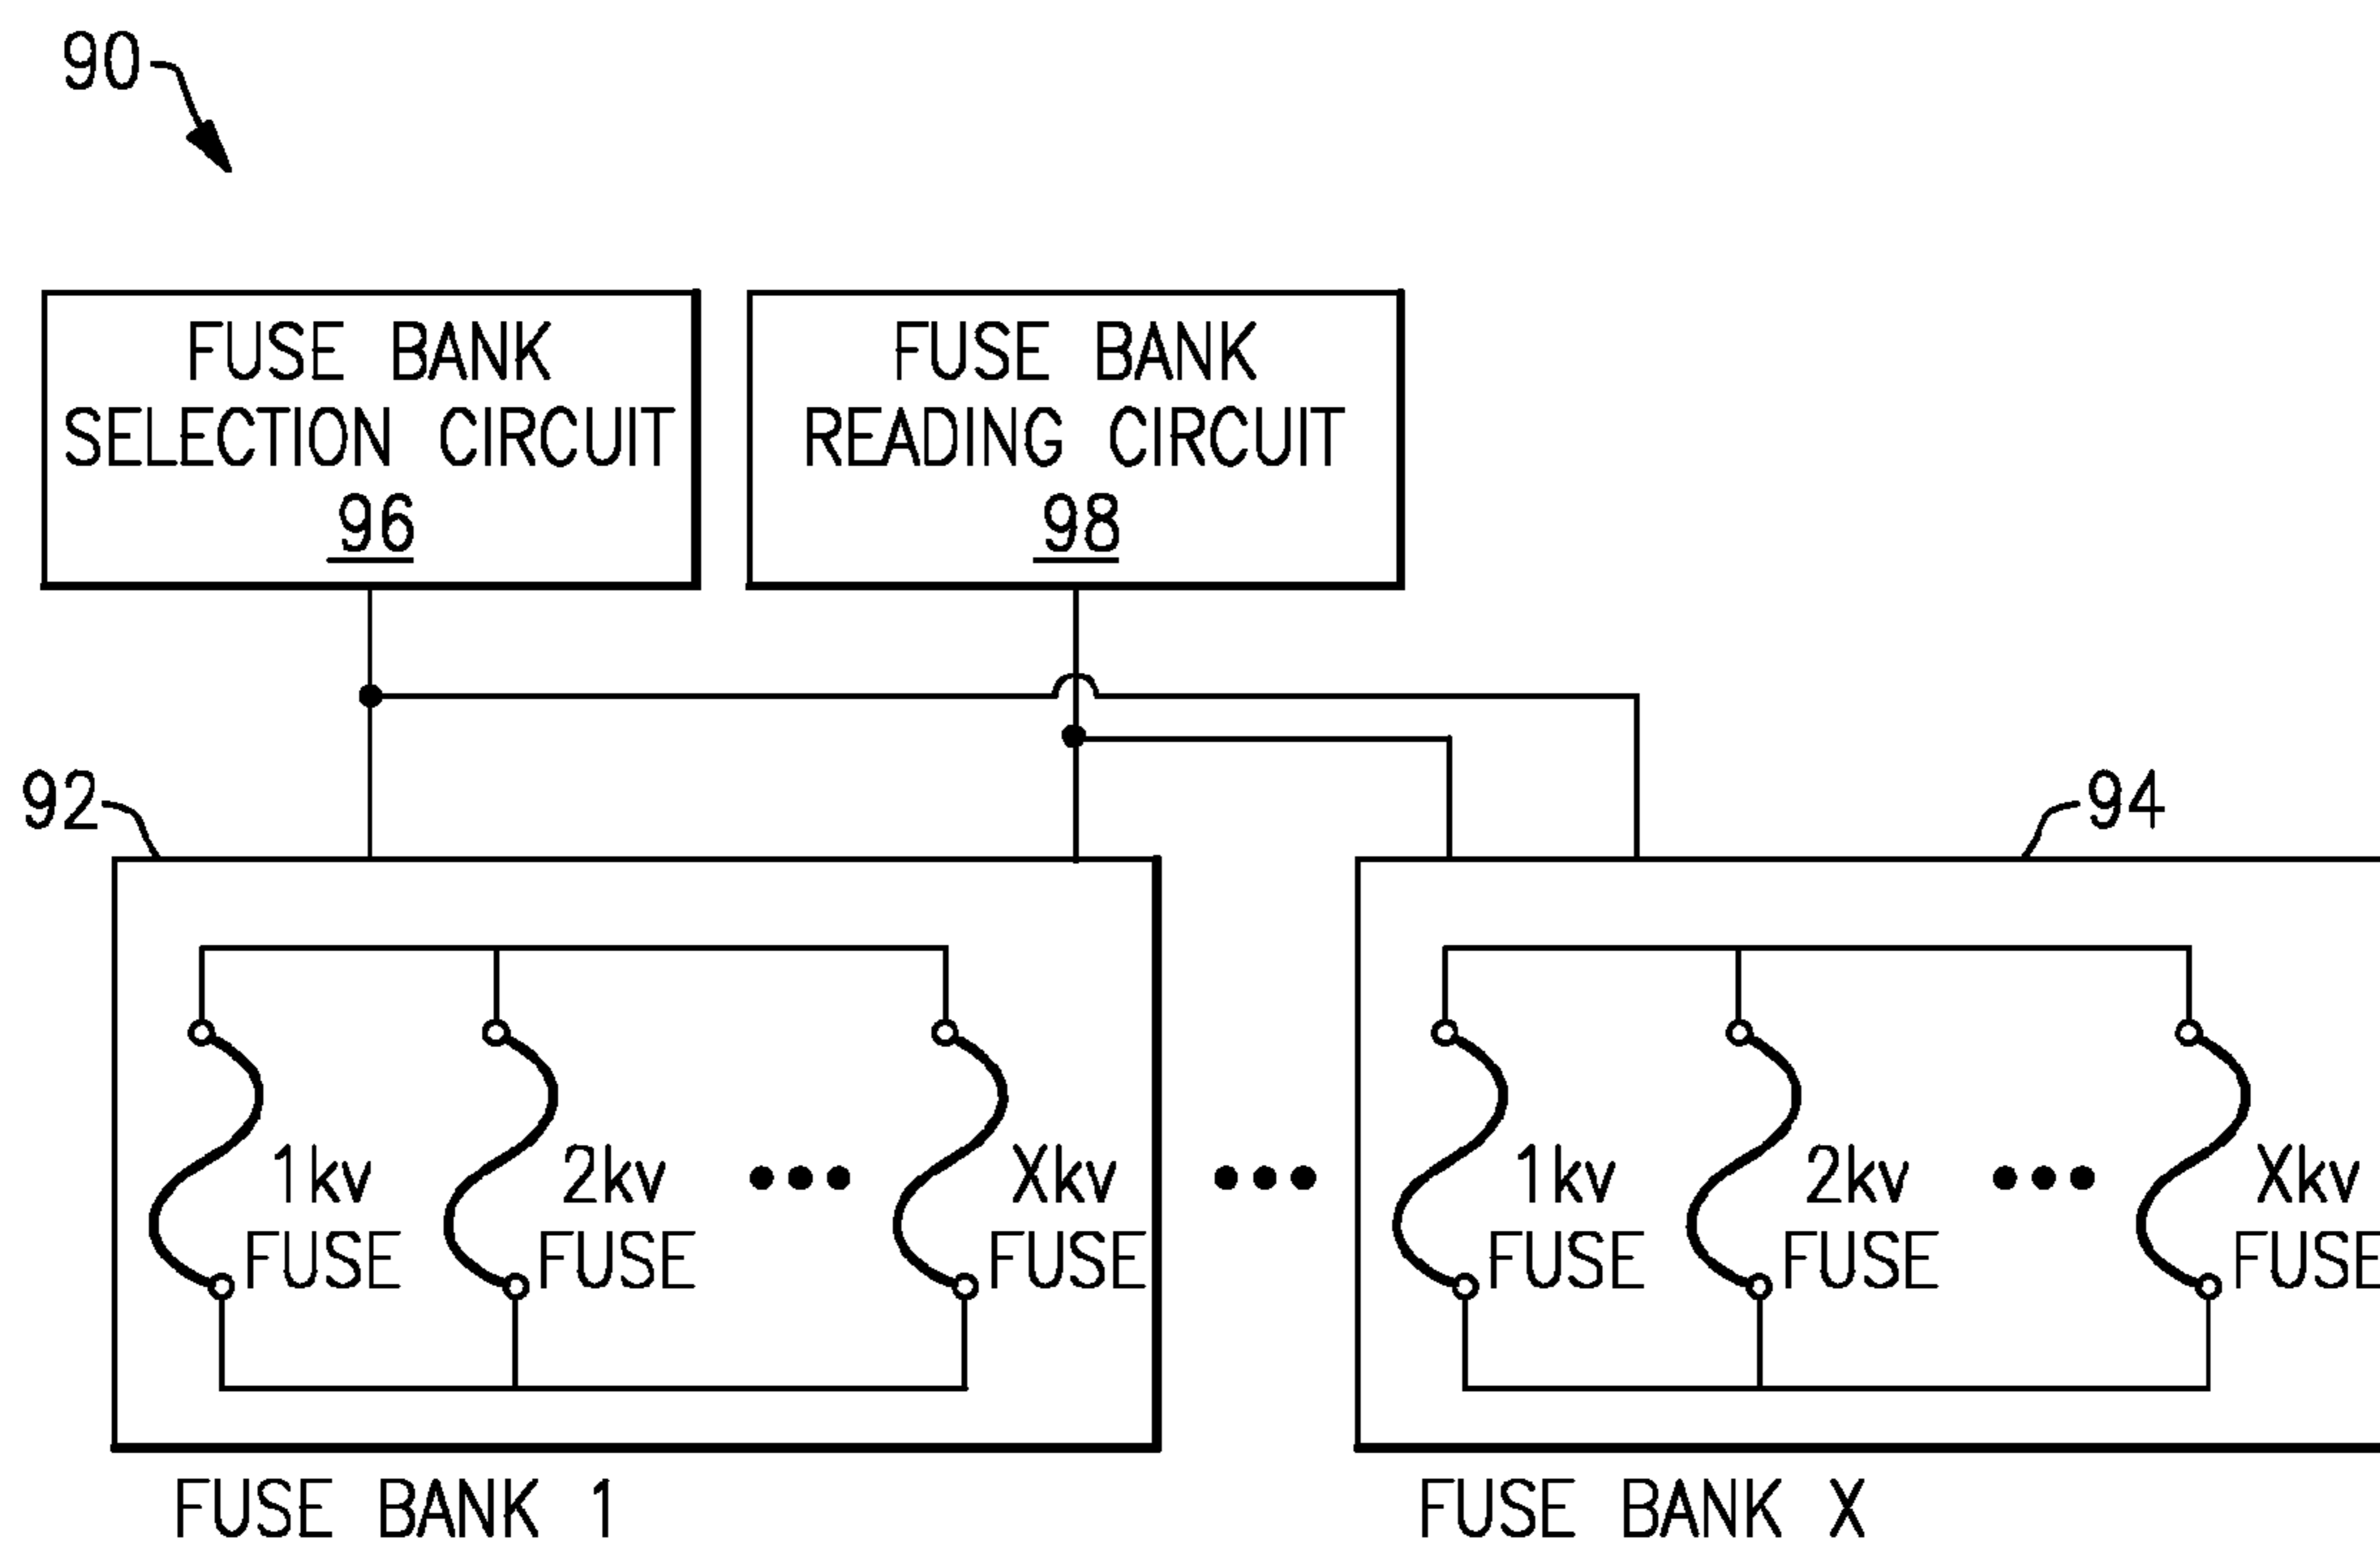 90
FUSE BANK
SELECTION CIRCUIT
96
FUSE BANK
READING CIRCUIT
98
92
94
1kv
FUSE
2kv
FUSE
Xkv
FUSE
1kv
FUSE
2kv
FUSE
Xkv
FUSE
FUSE BANK 1
FUSE BANK X